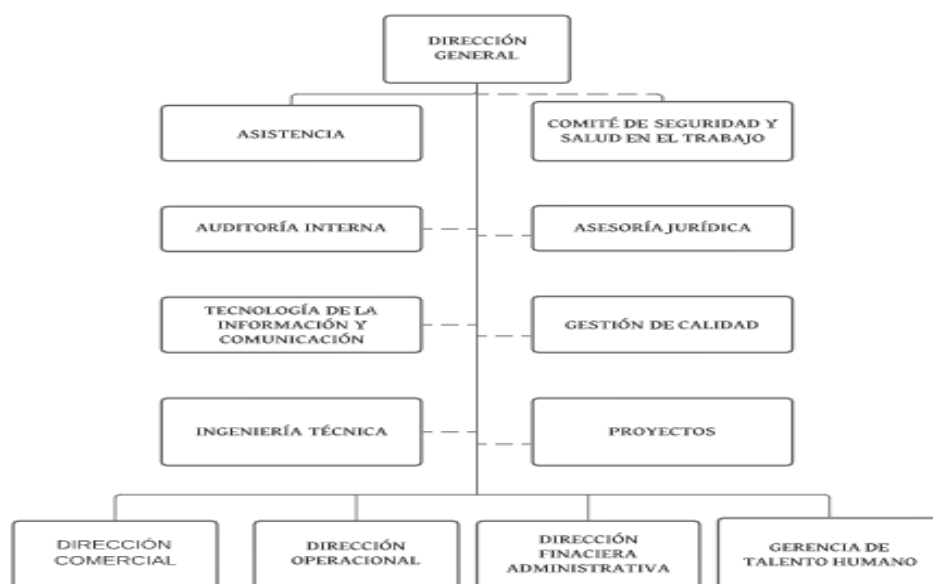 DIRECCIÓN
GENERAL
ASISTENCIA
COMITÉ DE SEGURIDAD Y
SALUD EN EL TRABAJO
AUDITORÍA INTERNA
ASESORÍA JURÍDICA
TECNOLOGÍA DE LA
INFORMACIÓN Y
COMUNICACIÓN
GESTIÓN DE CALIDAD
INGENIERÍA TÉCNICA
PROYECTOS
DIRECCIÓN
COMERCIAL
DIRECCIÓN
OPERACIONAL
DIRECCIÓN
FINACIERA
ADMINISTRATIVA
GERENCIA DE
TALENTO HUMANO